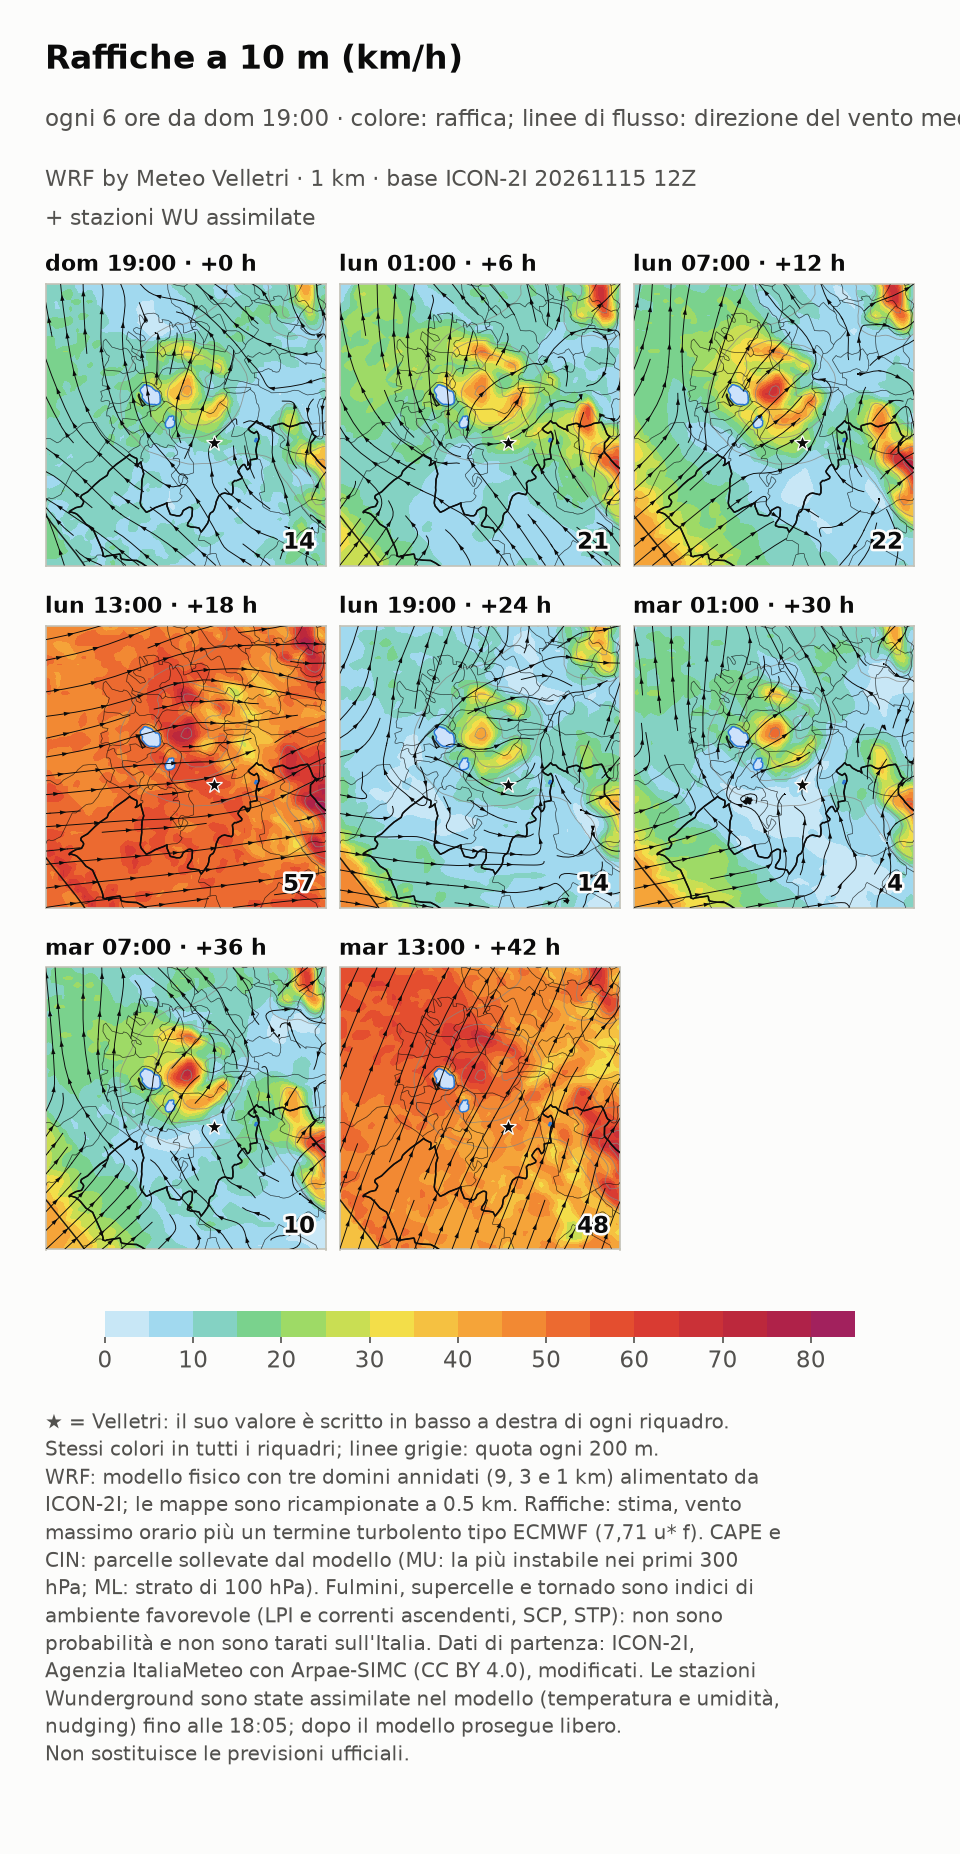 Raffiche a 10 m (km/h)
ogni 6 ore da dom 19:00 · colore: raffica; linee di flusso: direzione del vento
WRF by Meteo Velletri · 1 km · base ICON-2I 20261115 12Z
+ stazioni WU assimilate
dom 19:00 · +0 h
lun 01:00 · +6 h
lun 07:00 · +12 h
14
21
22
lun 13:00 · +18 h
lun 19:00 · +24 h
mar 01:00 · +30 h
57
14
4
mar 07:00 · +36 h
mar 13:00 · +42 h
10
48
0 10 20 30 40 50 60 70 80
★ = Velletri: il suo valore è scritto in basso a destra di ogni riquadro.
Stessi colori in tutti i riquadri; linee grigie: quota ogni 200 m.
WRF: modello fisico con tre domini annidati (9, 3 e 1 km) alimentato da
ICON-2I; le mappe sono ricampionate a 0.5 km. Raffiche: stima, vento
massimo orario più un termine turbolento tipo ECMWF (7,71 u* f). CAPE e
CIN: parcelle sollevate dal modello (MU: la più instabile nei primi 300
hPa; ML: strato di 100 hPa). Fulmini, supercelle e tornado sono indici di
ambiente favorevole (LPI e correnti ascendenti, SCP, STP): non sono
probabilità e non sono tarati sull'Italia. Dati di partenza: ICON-2I,
Agenzia ItaliaMeteo con Arpae-SIMC (CC BY 4.0), modificati. Le stazioni
Wunderground sono state assimilate nel modello (temperatura e umidità,
nudging) fino alle 18:05; dopo il modello prosegue libero.
Non sostituisce le previsioni ufficiali.